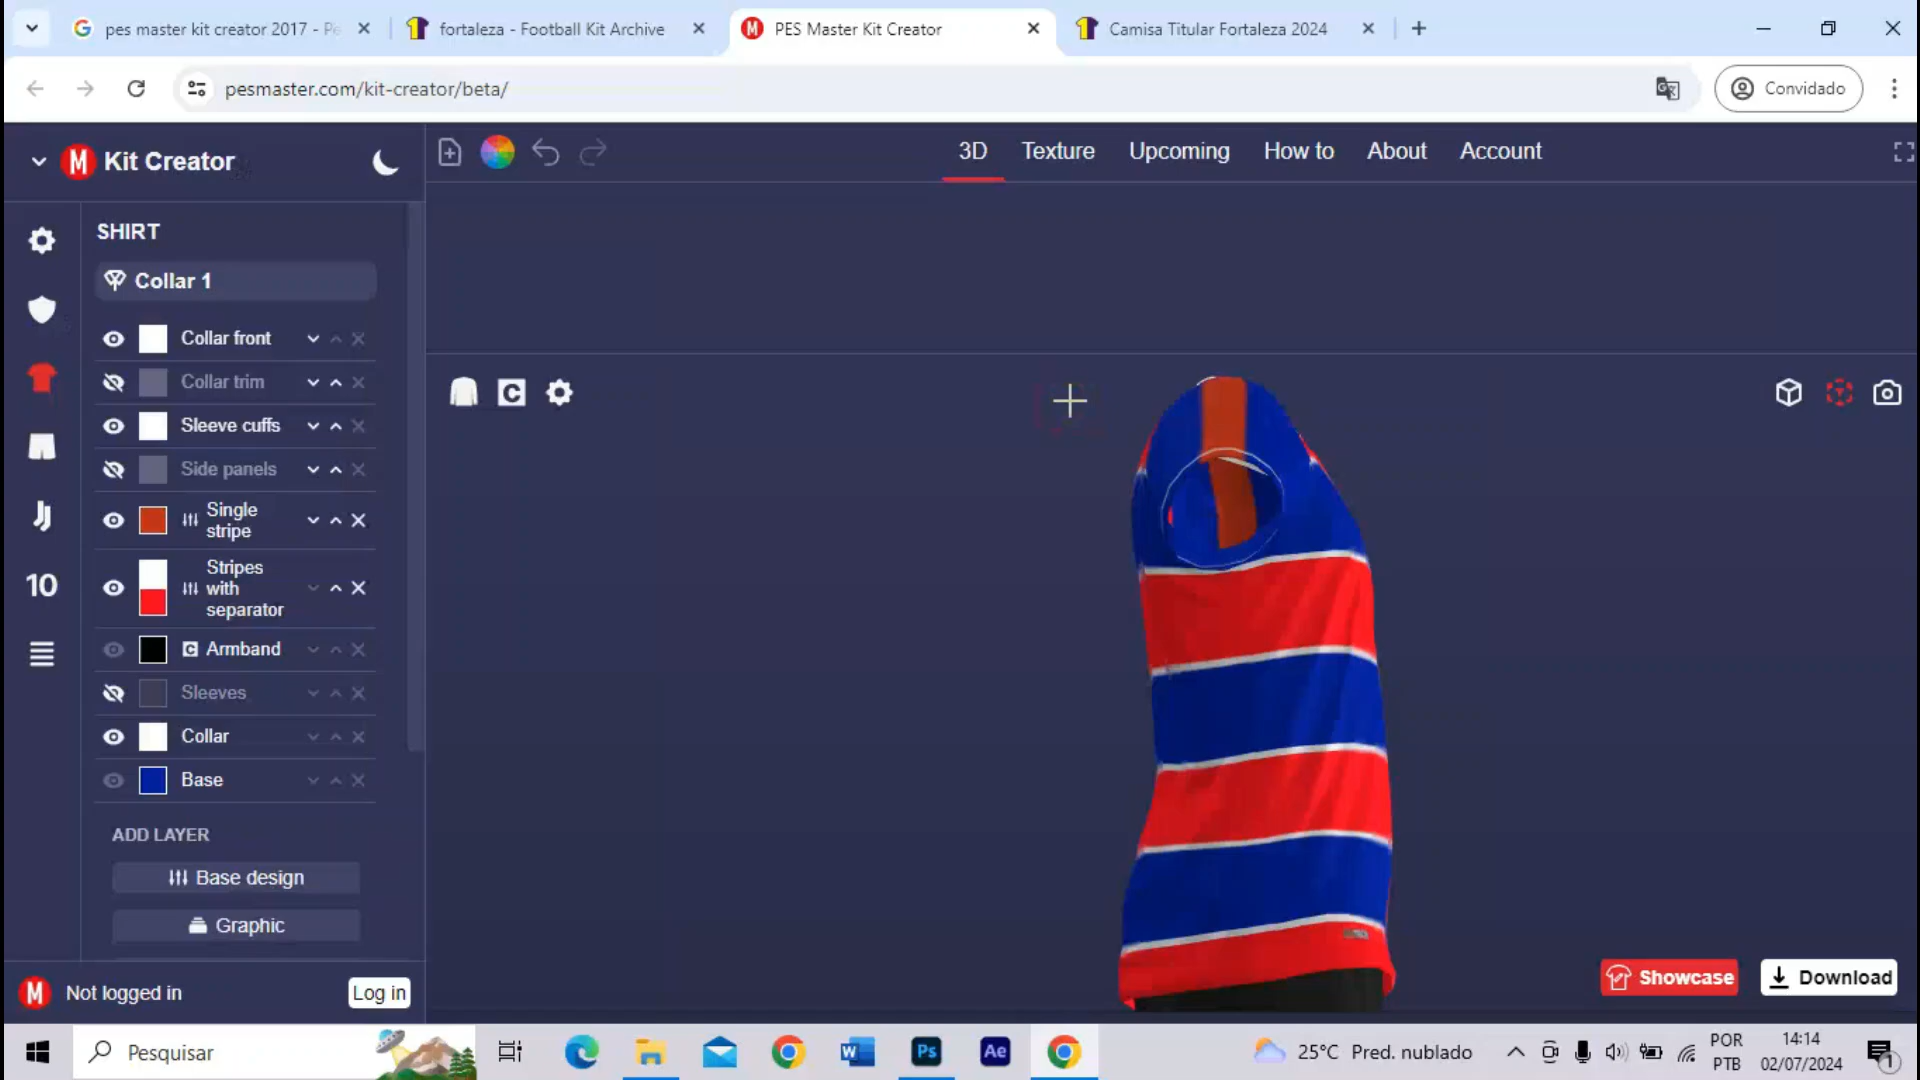 pes master kit creator 2017 - Pe
fortaleza - Football Kit Archive
PES Master Kit Creator
Camisa Titular Fortaleza 2024
pesmaster.com/kit-creator/beta/
Convidado
M Kit Creator
3D
Texture
Upcoming
How to
About
Account
SHIRT
Collar 1
Collar front
Collar trim
Sleeve cuffs
Side panels
Single
stripe
Stripes
with
separator
C Armband
Sleeves
Collar
Base
ADD LAYER
Base design
Graphic
10
C
M Not logged in
Log in
Showcase
Download
Pesquisar
W
Ps
Ae
25°C Pred. nublado
POR
PTB
14:14
02/07/2024
1